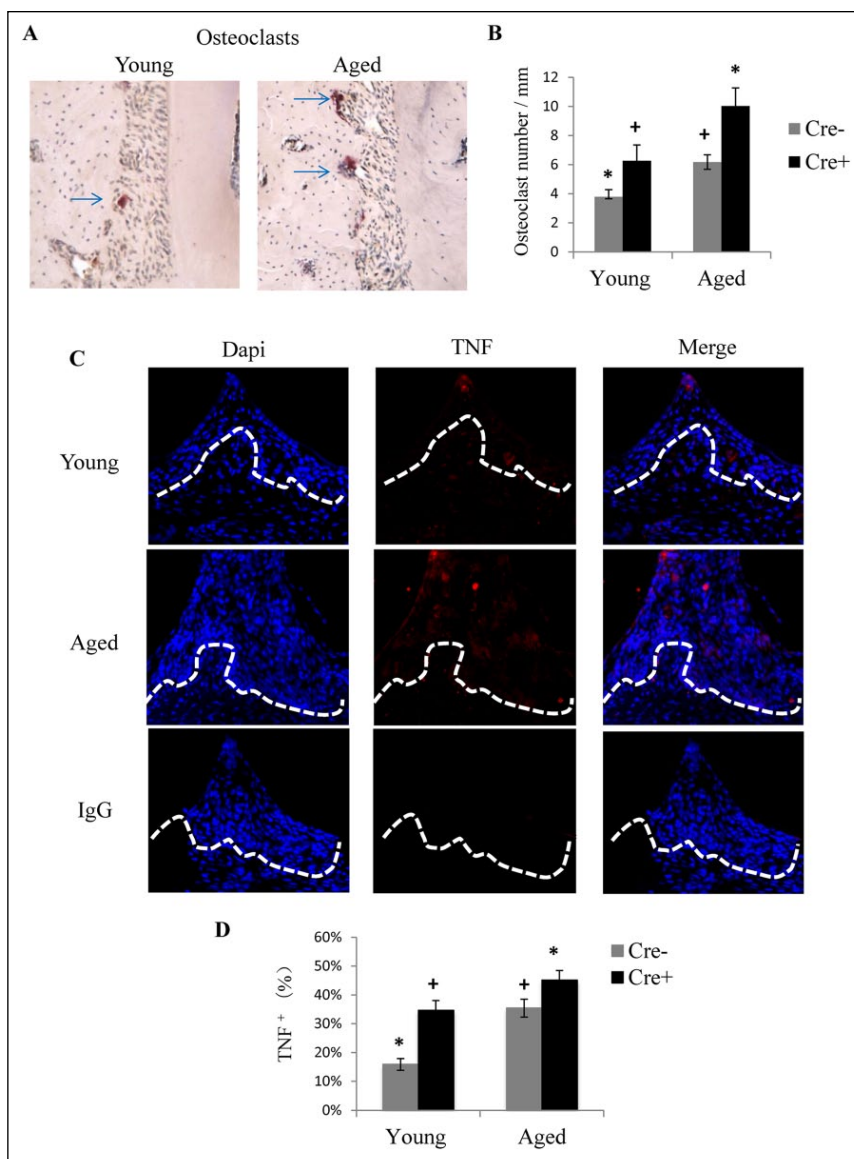 A
Osteoclasts
Young
Aged
B
Osteoclast number / mm
12
10
8
6
4
2
0
*
+
+
*
Young
Aged
Cre-
Cre+
C
Dapi
TNF
Merge
Young
Aged
IgG
D
TNF + (%)
60%
50%
40%
30%
20%
10%
0%
*
+
+
*
Young
Aged
Cre-
Cre+